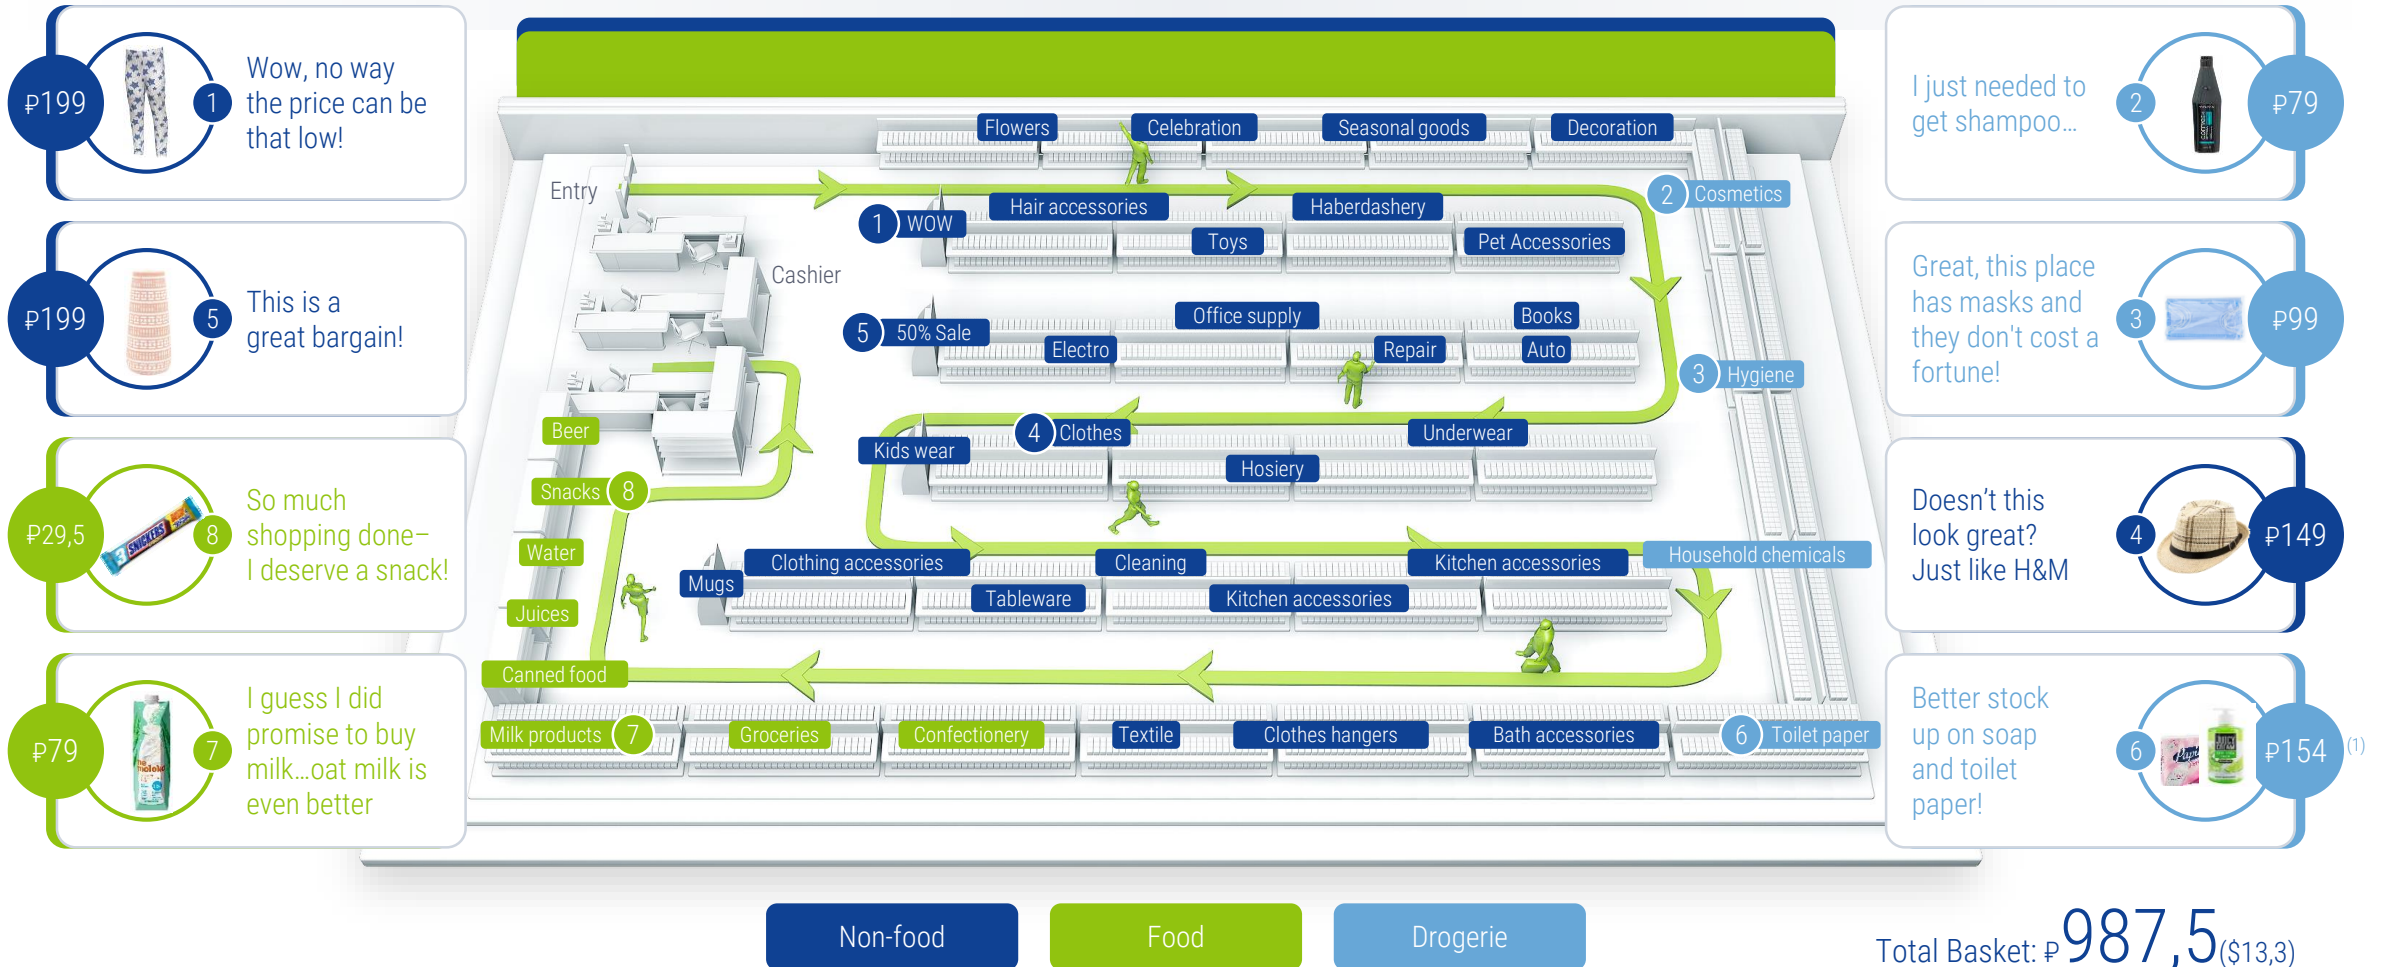 ₽199
1
Wow, no way
the price can be
that low!
₽199
5
This is a
great bargain!
₽29,5
SNICKERS
8
So much
shopping done–
I deserve a snack!
₽79
7
I guess I did
promise to buy
milk...oat milk is
even better
Flowers
Celebration
Seasonal goods
Decoration
Entry
2 Cosmetics
Hair accessories
Haberdashery
1 WOW
Toys
Pet Accessories
Cashier
Office supply
Books
5 50% Sale
Electro
Repair
Auto
3 Hygiene
Beer
4 Clothes
Underwear
Kids wear
Hosiery
Snacks 8
Water
Clothing accessories
Cleaning
Kitchen accessories
Household chemicals
Mugs
Tableware
Kitchen accessories
Juices
Canned food
Milk products 7
Groceries
Confectionery
Textile
Clothes hangers
Bath accessories
6 Toilet paper
I just needed to
get shampoo...
2
₽79
Great, this place
has masks and
they don't cost a
fortune!
3
₽99
Doesn’t this
look great?
Just like H&M
4
₽149
Better stock
up on soap
and toilet
paper!
6
₽154 (1)
Non-food
Food
Drogerie
Total Basket: ₽987,5($13,3)